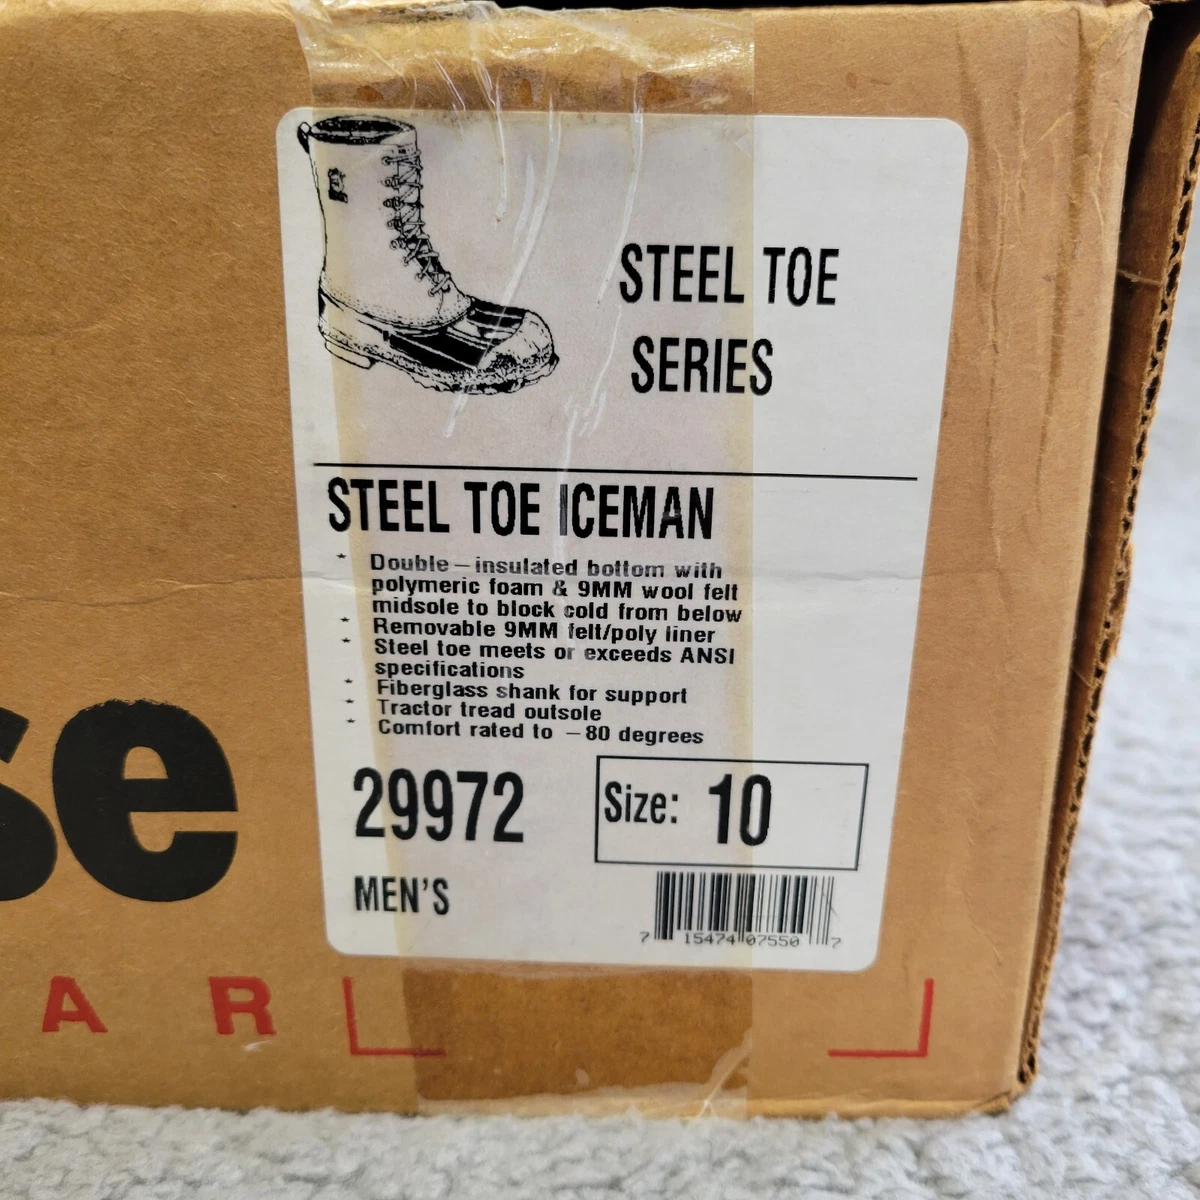 STEEL TOE
SERIES
STEEL TOE ICEMAN
* Double-insulated bottom with
polymeric foam & 9MM wool felt
midsole to block cold from below
* Removable 9MM felt/poly liner
* Steel toe meets or exceeds ANSI
specifications
* Fiberglass shank for support
* Tractor tread outsole
* Comfort rated to -80 degrees
29972
Size: 10
MEN'S
7 15474 07550 7
se
A R